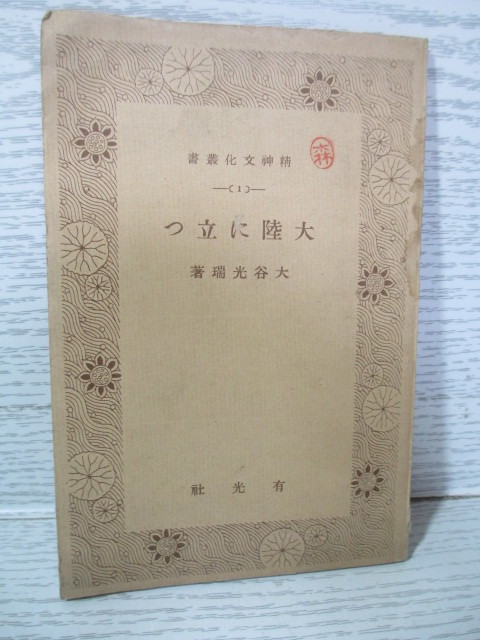 精神文化叢書
—(1)—
大陸に立つ
大谷光瑞著
有光社
森